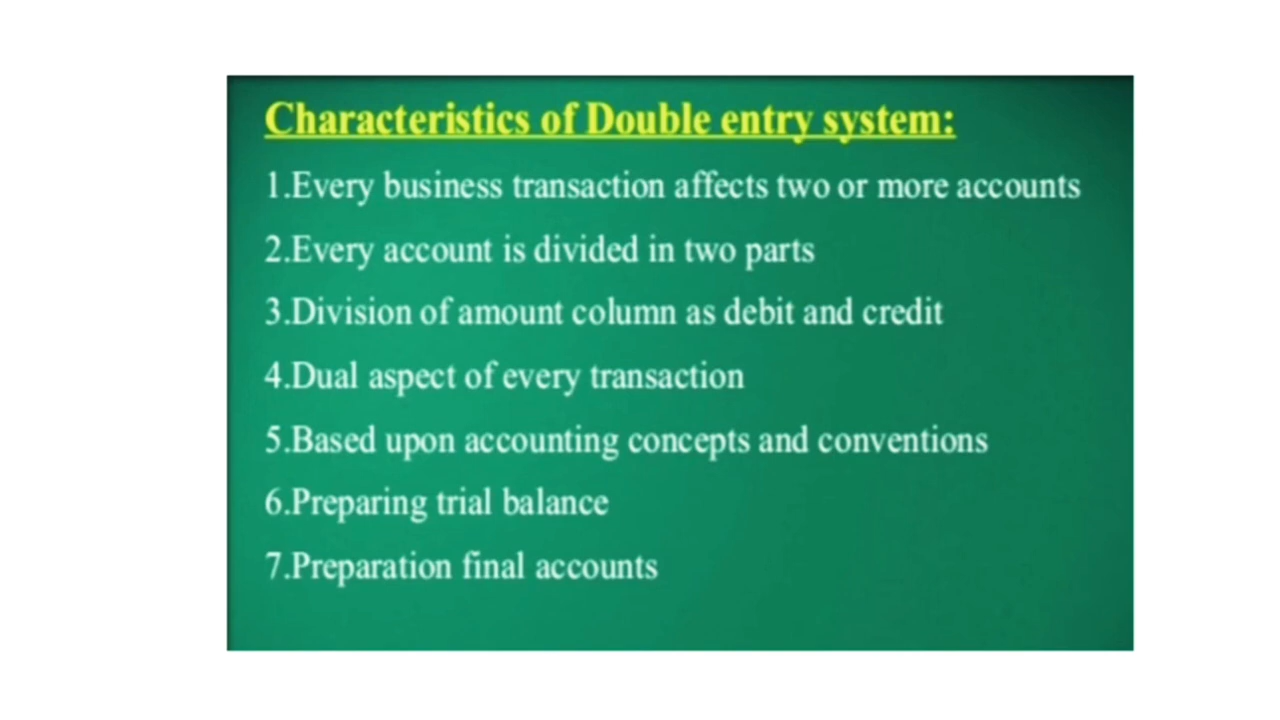 Characteristics of Double entry system:
1.Every business transaction affects two or more accounts
2.Every account is divided in two parts
3.Division of amount column as debit and credit
4.Dual aspect of every transaction
5.Based upon accounting concepts and conventions
6.Preparing trial balance
7.Preparation final accounts